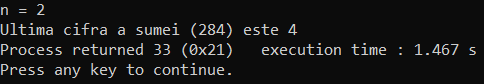 n = 2
Ultima cifra a sumei (284) este 4
Process returned 33 (0x21)   execution time : 1.467 s
Press any key to continue.